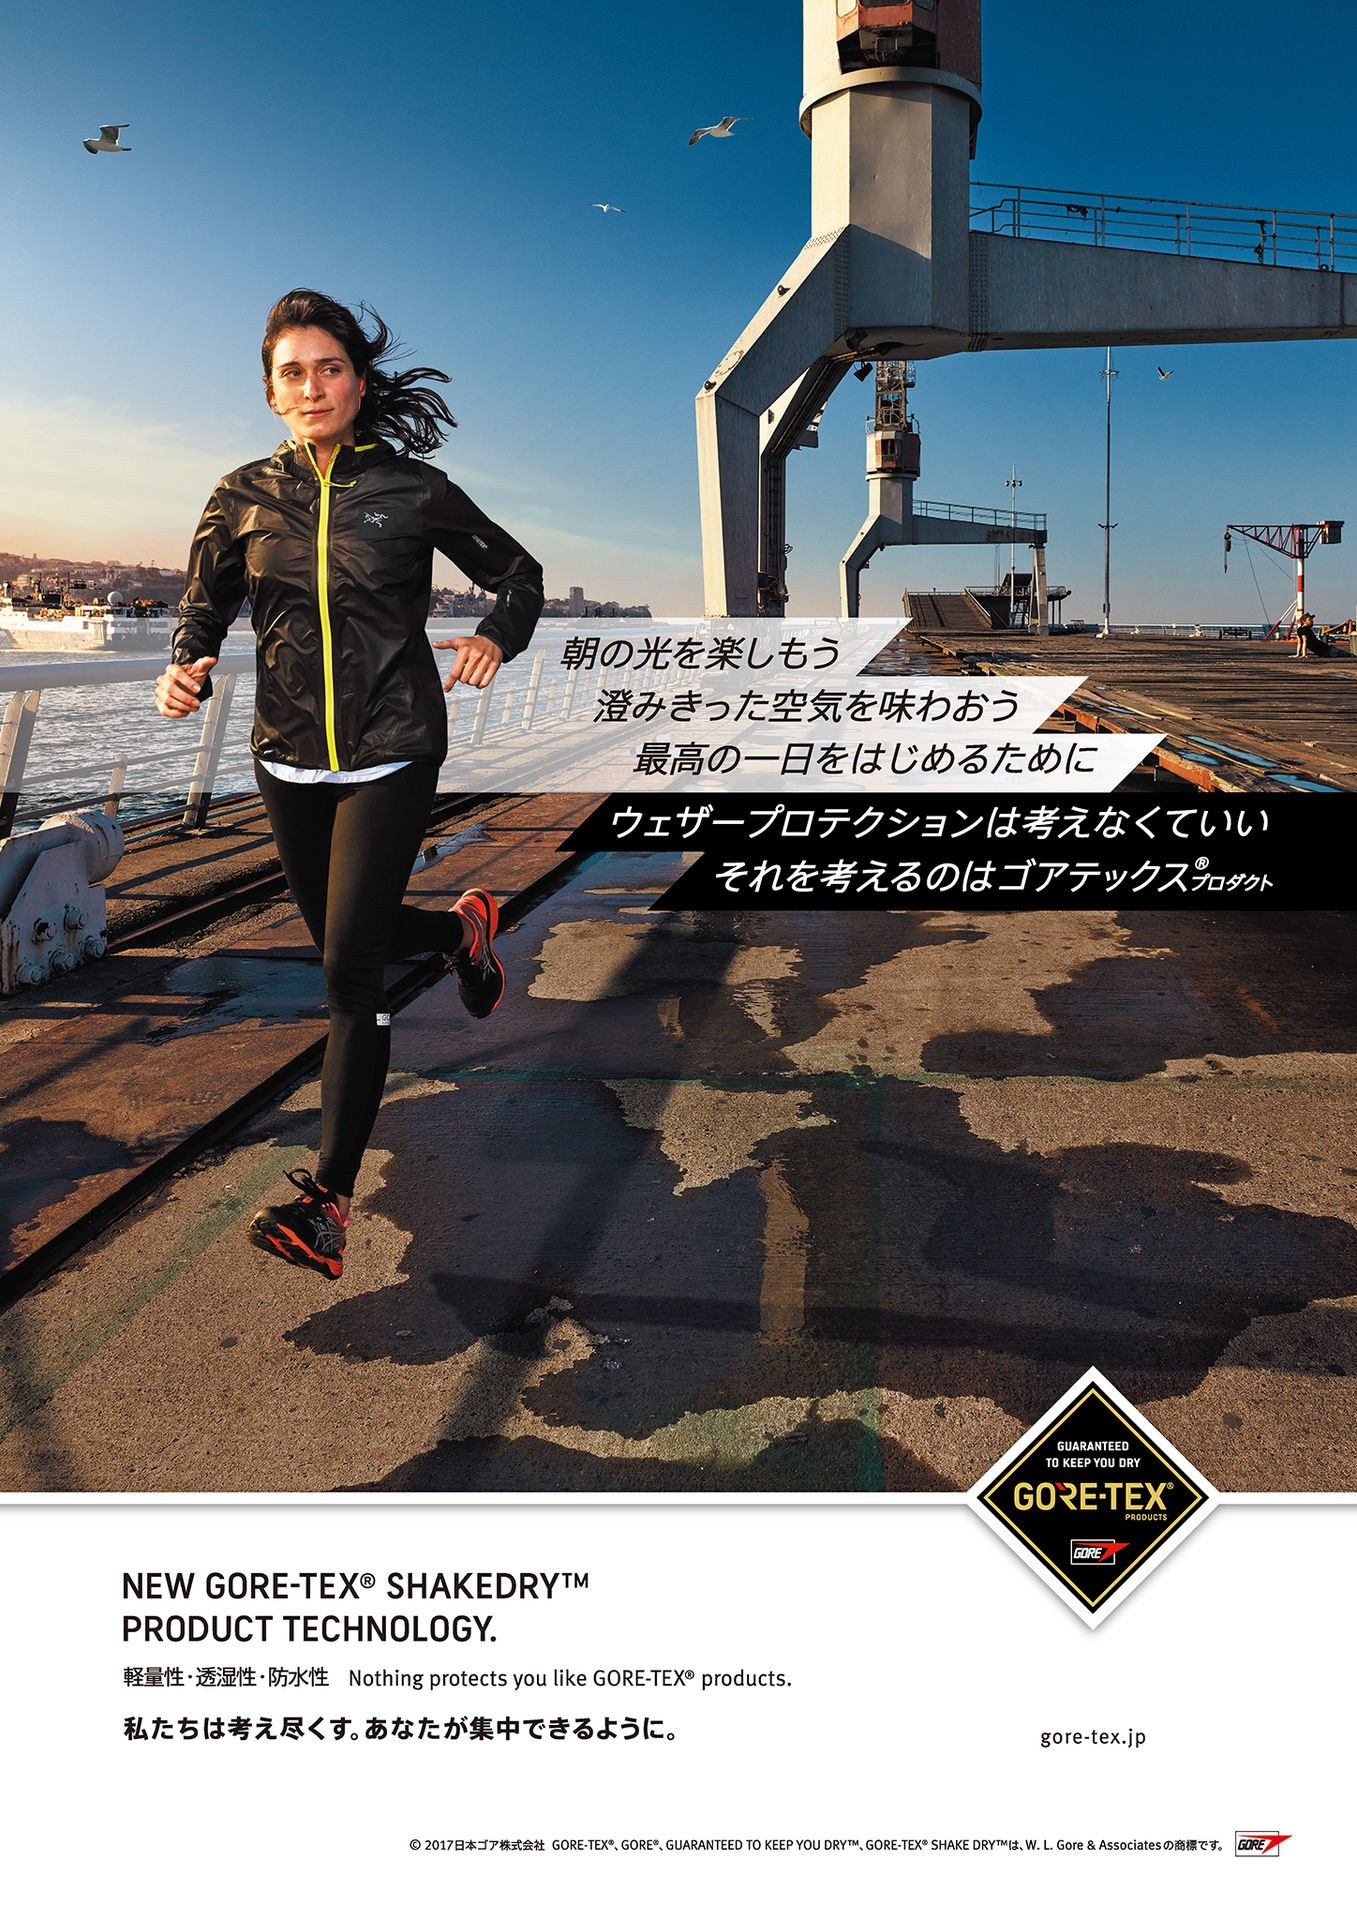 朝の光を楽しもう
澄みきった空気を味わおう
最高の一日をはじめるために
ウェザープロテクションは考えなくていい
それを考えるのはゴアテックス®プロダクト
GUARANTEED
TO KEEP YOU DRY
GORE-TEX®
PRODUCTS
GORE
NEW GORE-TEX® SHAKEDRY™
PRODUCT TECHNOLOGY.
軽量性・透湿性・防水性 Nothing protects you like GORE-TEX® products.
私たちは考え尽くす。あなたが集中できるように。
gore-tex.jp
© 2017日本ゴア株式会社 GORE-TEX®、GORE®、GUARANTEED TO KEEP YOU DRY™、GORE-TEX® SHAKE DRY™は、W. L. Gore & Associatesの商標です。
GORE